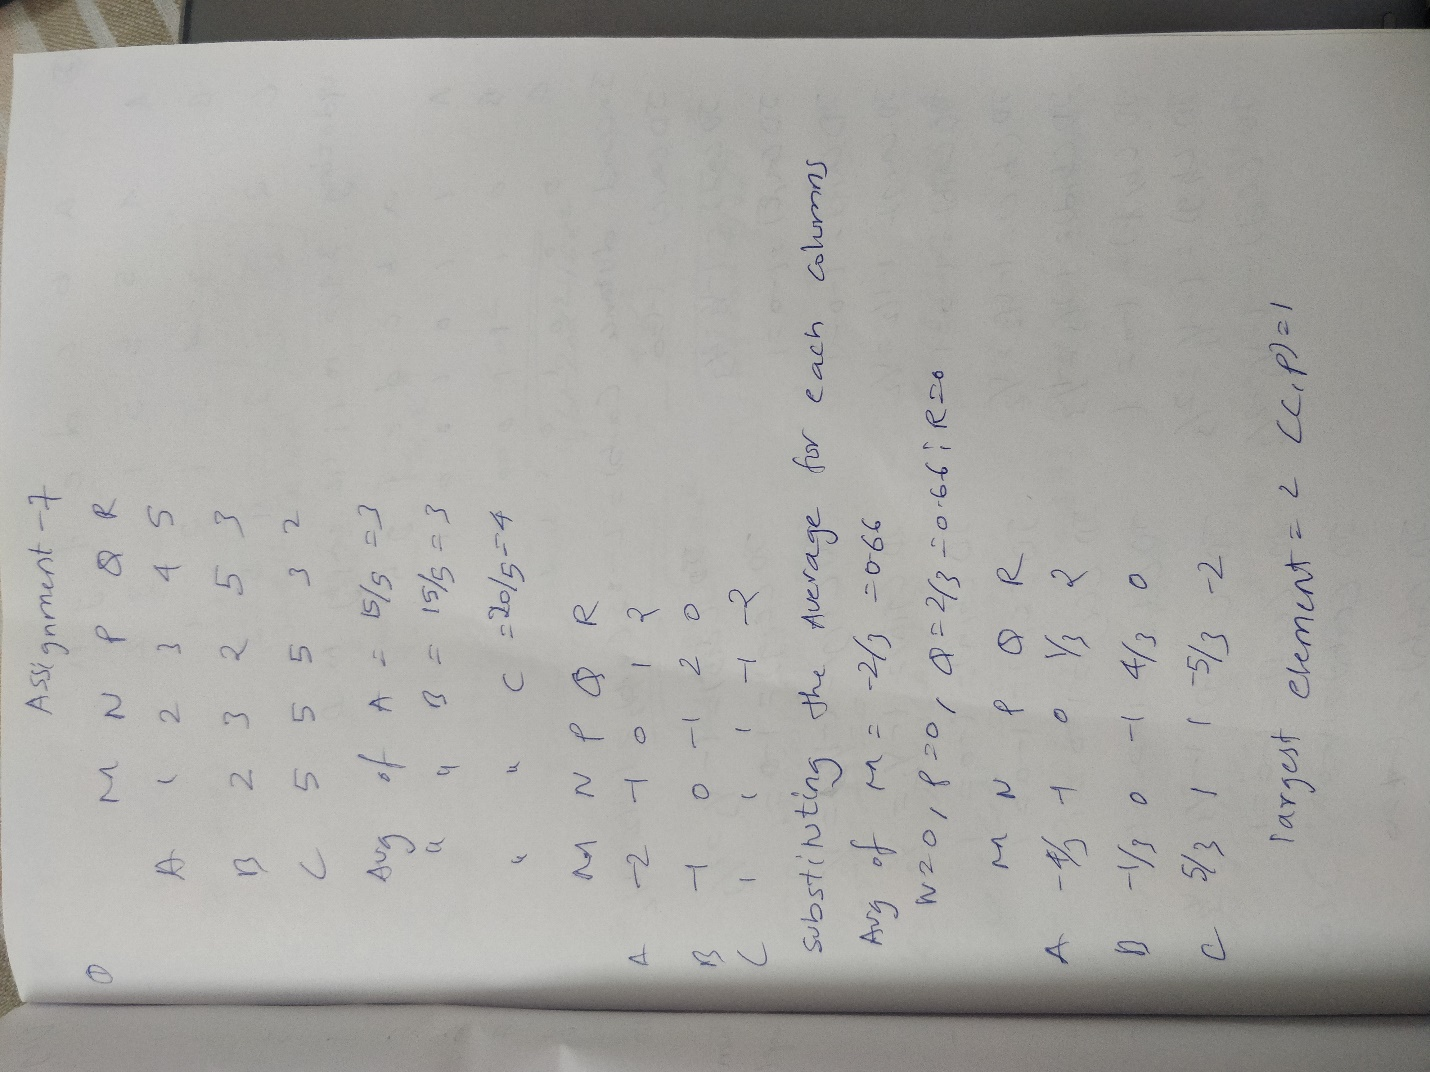 Assignment-7
①
M N P Q R
A 1 2 3 4 5
B 2 3 2 5 3
C 5 5 5 3 2
Avg of A = 15/5 = 3
" " B = 15/5 = 3
" " C = 20/5 = 4
M N P Q R
A -2 -1 0 1 2
B -1 0 -1 2 0
C 1 1 1 -1 -2
Substituting the Average for each columns
Avg of M = -2/3 = 0.66
N=0, P=0, Q=2/3=0.66; R=0
M N P Q R
A -4/3 -1 0 1/3 2
B -1/3 0 -1 4/3 0
C 5/3 1 1 -5/3 -2
largest element = 2 (C,P)=1